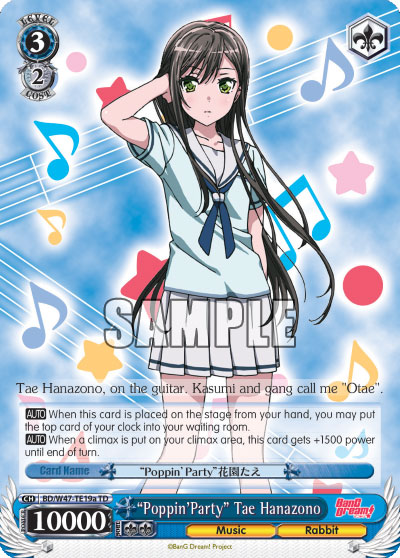 LEVEL
3
2
COST
SAMPLE
Tae Hanazono, on the guitar. Kasumi and gang call me "Otae".
AUTO When this card is placed on the stage from your hand, you may put
the top card of your clock into your waiting room.
AUTO When a climax is put on your climax area, this card gets +1500 power
until end of turn.
Card Name
"Poppin'Party"花園たえ
CH BD/W47-TE19a TD
10000
"Poppin'Party" Tae Hanazono
BanG Dream!
Music Rabbit
©BanG Dream! Project